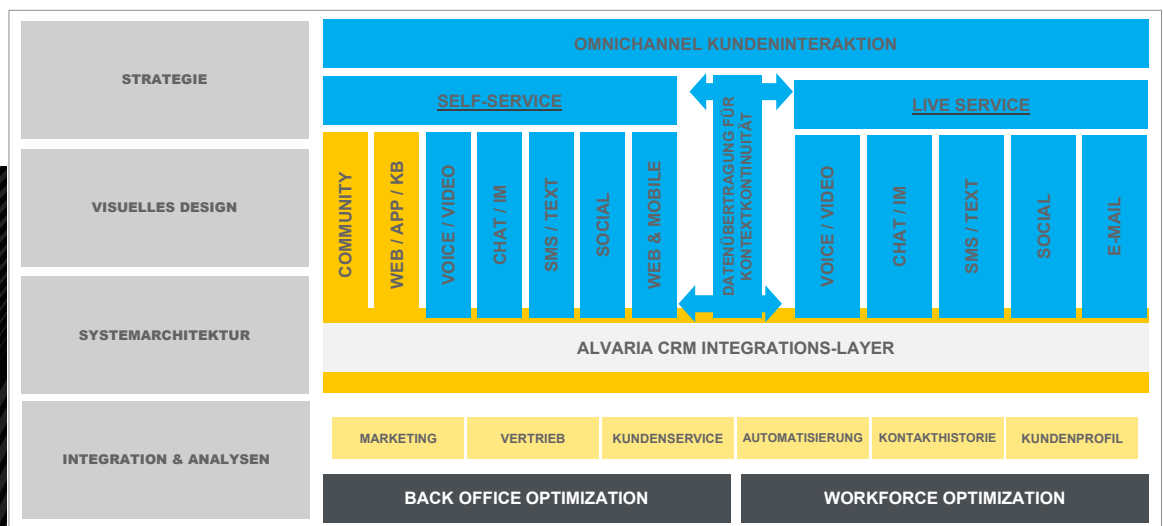 STRATEGIE
VISUELLES DESIGN
SYSTEMARCHITEKTUR
INTEGRATION & ANALYSEN
OMNICHANNEL KUNDENINTERAKTION
SELF-SERVICE
COMMUNITY
WEB / APP / KB
VOICE / VIDEO
CHAT / IM
SMS / TEXT
SOCIAL
WEB & MOBILE
DATENÜBERTRAGUNG FÜR
KONTEXTKONTINUITÄT
LIVE SERVICE
VOICE / VIDEO
CHAT / IM
SMS / TEXT
SOCIAL
E-MAIL
ALVARIA CRM INTEGRATIONS-LAYER
MARKETING
VERTRIEB
KUNDENSERVICE
AUTOMATISIERUNG
KONTAKTHISTORIE
KUNDENPROFIL
BACK OFFICE OPTIMIZATION
WORKFORCE OPTIMIZATION